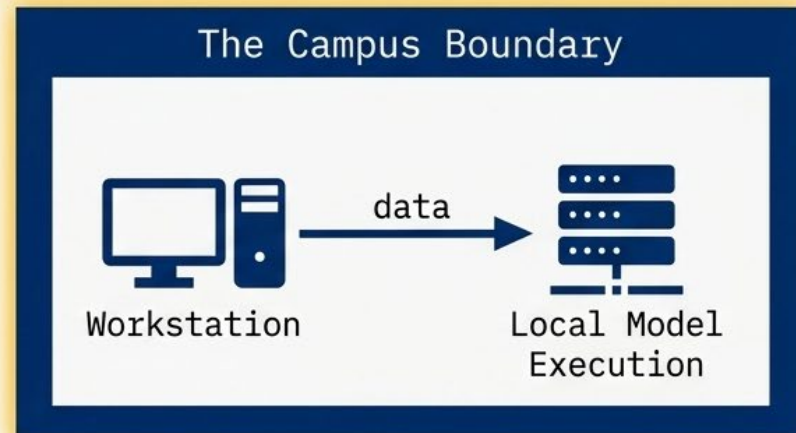 The Campus Boundary
data
Workstation
Local Model
Execution